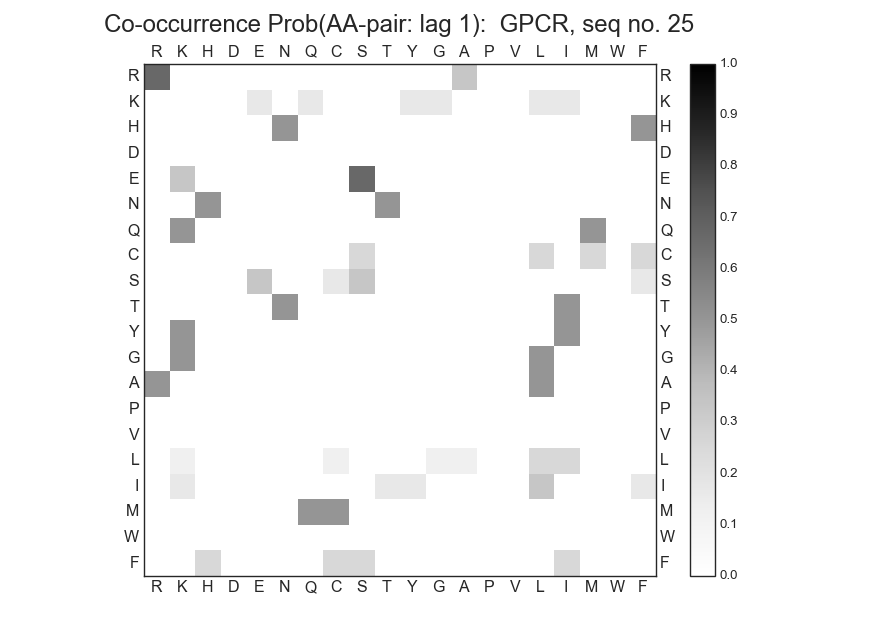 Co-occurrence Prob(AA-pair: lag 1):  GPCR, seq no. 25
R K H D E N Q C S T Y G A P V L I M W F
R R 1.0
K K 0.9
H H
D D 0.8
E E
N N 0.7
Q Q
C C 0.6
S S
T T 0.5
Y Y
G G 0.4
A A
P P 0.3
V V
L L 0.2
I I
M M 0.1
W W
F F 0.0
R K H D E N Q C S T Y G A P V L I M W F